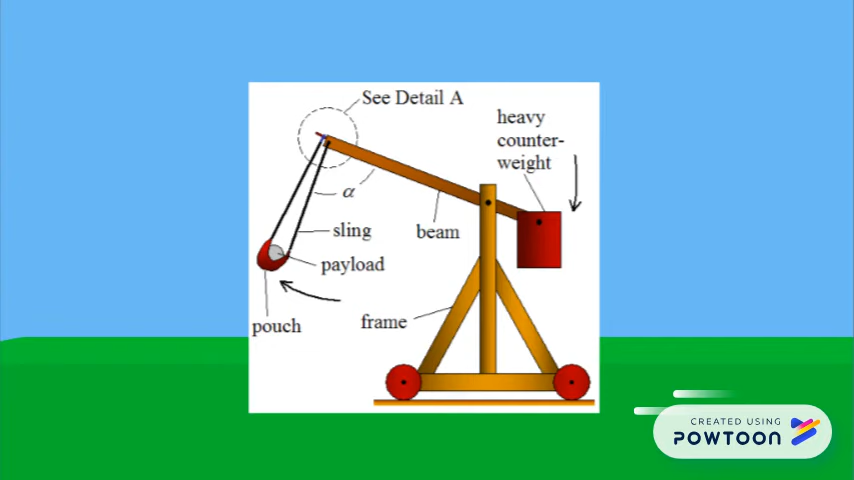 See Detail A
heavy
counter-
weight
α
sling
beam
payload
pouch
frame
CREATED USING
POWTOON